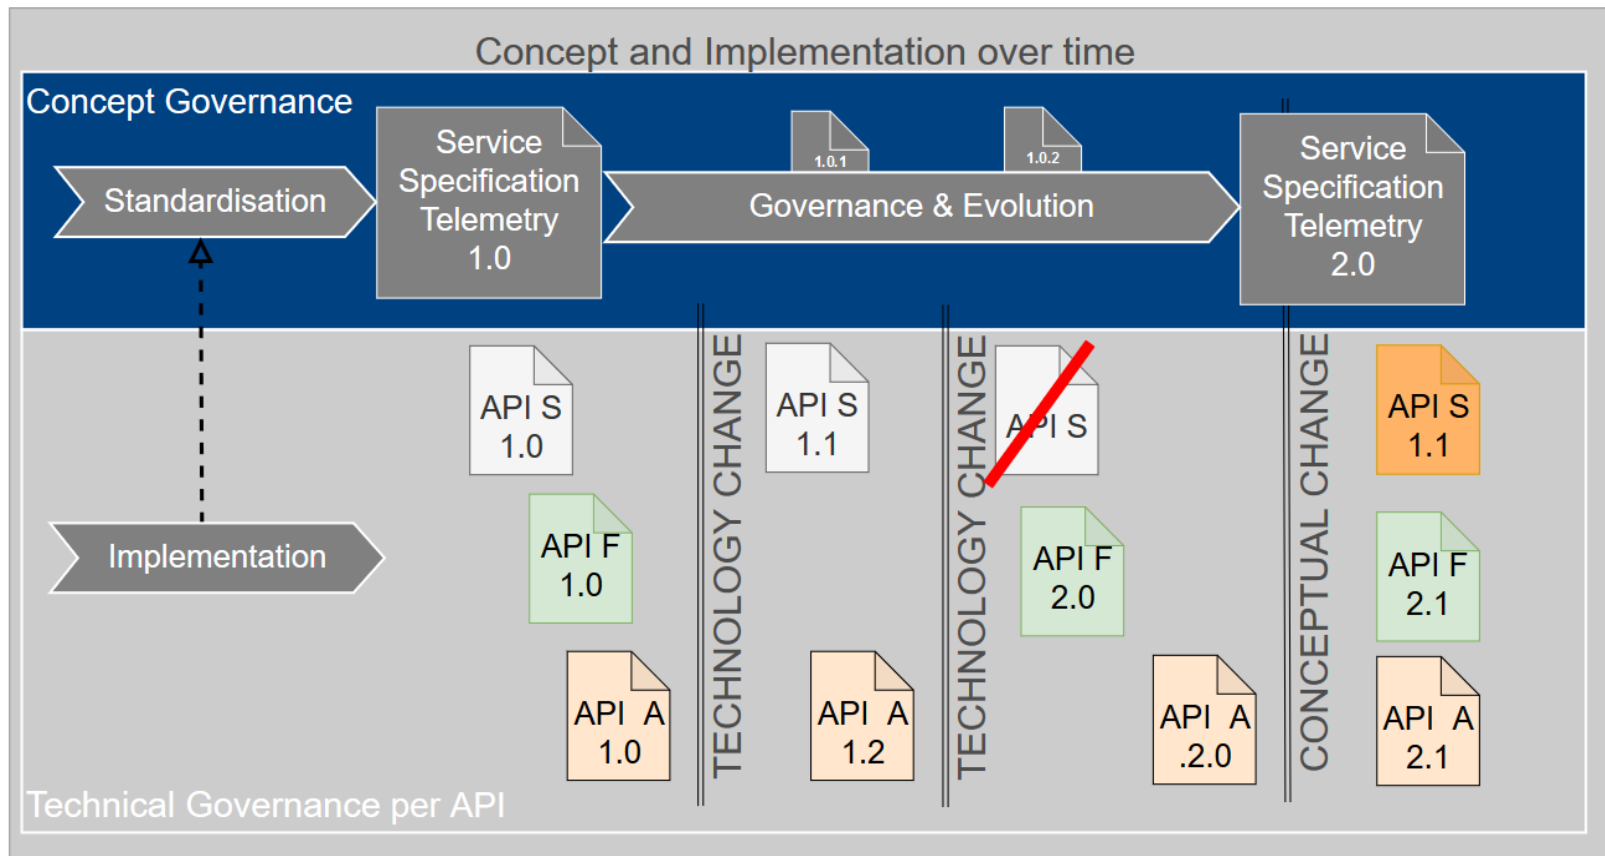 Concept and Implementation over time
Concept Governance
Standardisation
Service
Specification
Telemetry
1.0
1.0.1
1.0.2
Governance & Evolution
Service
Specification
Telemetry
2.0
Implementation
API S
1.0
API F
1.0
API A
1.0
TECHNOLOGY CHANGE
API S
1.1
API A
1.2
TECHNOLOGY CHANGE
API S
API F
2.0
API A
.2.0
CONCEPTUAL CHANGE
API S
1.1
API F
2.1
API A
2.1
Technical Governance per API